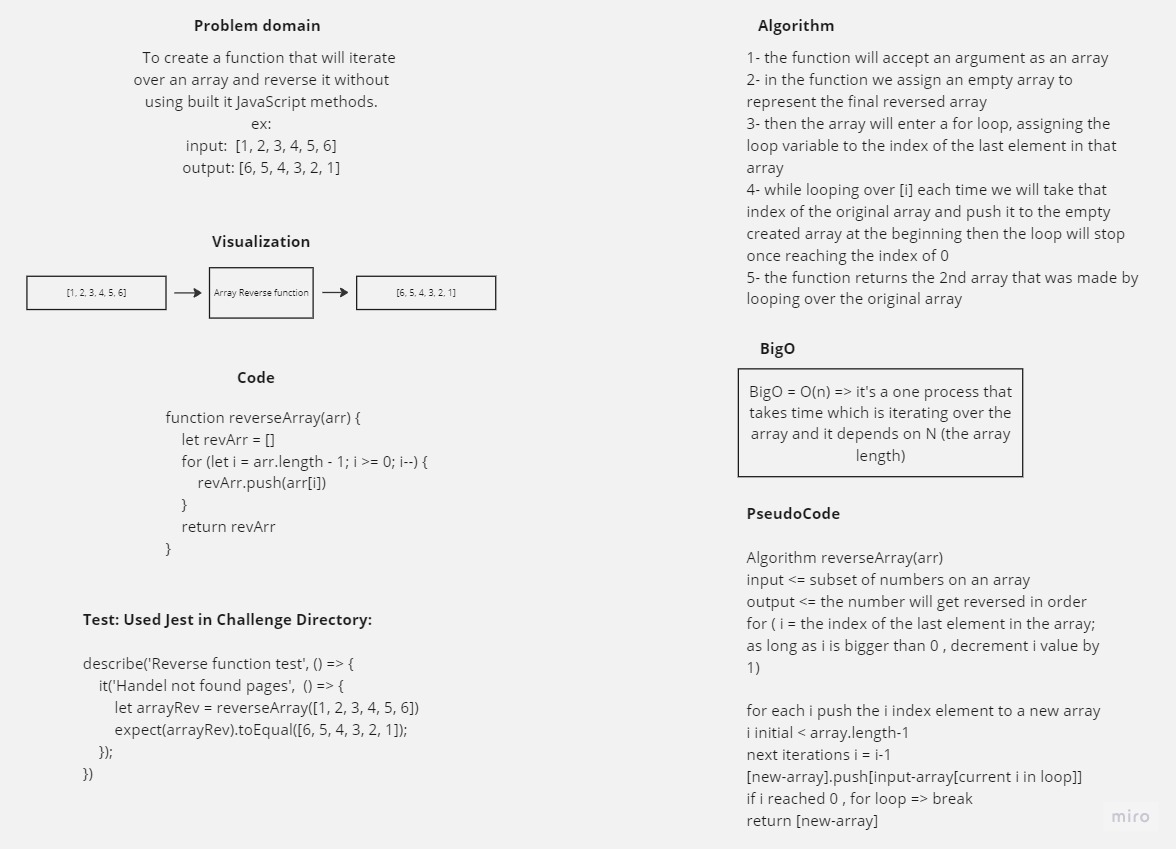 Problem domain
To create a function that will iterate
over an array and reverse it without
using built it JavaScript methods.
ex:
input:  [1, 2, 3, 4, 5, 6]
output: [6, 5, 4, 3, 2, 1]
Visualization
[1, 2, 3, 4, 5, 6]
Array Reverse function
[6, 5, 4, 3, 2, 1]
Code
function reverseArray(arr) {
let revArr = []
for (let i = arr.length - 1; i >= 0; i--) {
revArr.push(arr[i])
}
return revArr
}
Test: Used Jest in Challenge Directory:
describe('Reverse function test', () => {
it('Handel not found pages',  () => {
let arrayRev = reverseArray([1, 2, 3, 4, 5, 6])
expect(arrayRev).toEqual([6, 5, 4, 3, 2, 1]);
});
})
Algorithm
1- the function will accept an argument as an array
2- in the function we assign an empty array to
represent the final reversed array
3- then the array will enter a for loop, assigning the
loop variable to the index of the last element in that
array
4- while looping over [i] each time we will take that
index of the original array and push it to the empty
created array at the beginning then the loop will stop
once reaching the index of 0
5- the function returns the 2nd array that was made by
looping over the original array
BigO
BigO = O(n) => it's a one process that
takes time which is iterating over the
array and it depends on N (the array
length)
PseudoCode
Algorithm reverseArray(arr)
input <= subset of numbers on an array
output <= the number will get reversed in order
for ( i = the index of the last element in the array;
as long as i is bigger than 0 , decrement i value by
1)
for each i push the i index element to a new array
i initial < array.length-1
next iterations i = i-1
[new-array].push[input-array[current i in loop]]
if i reached 0 , for loop => break
return [new-array]
miro